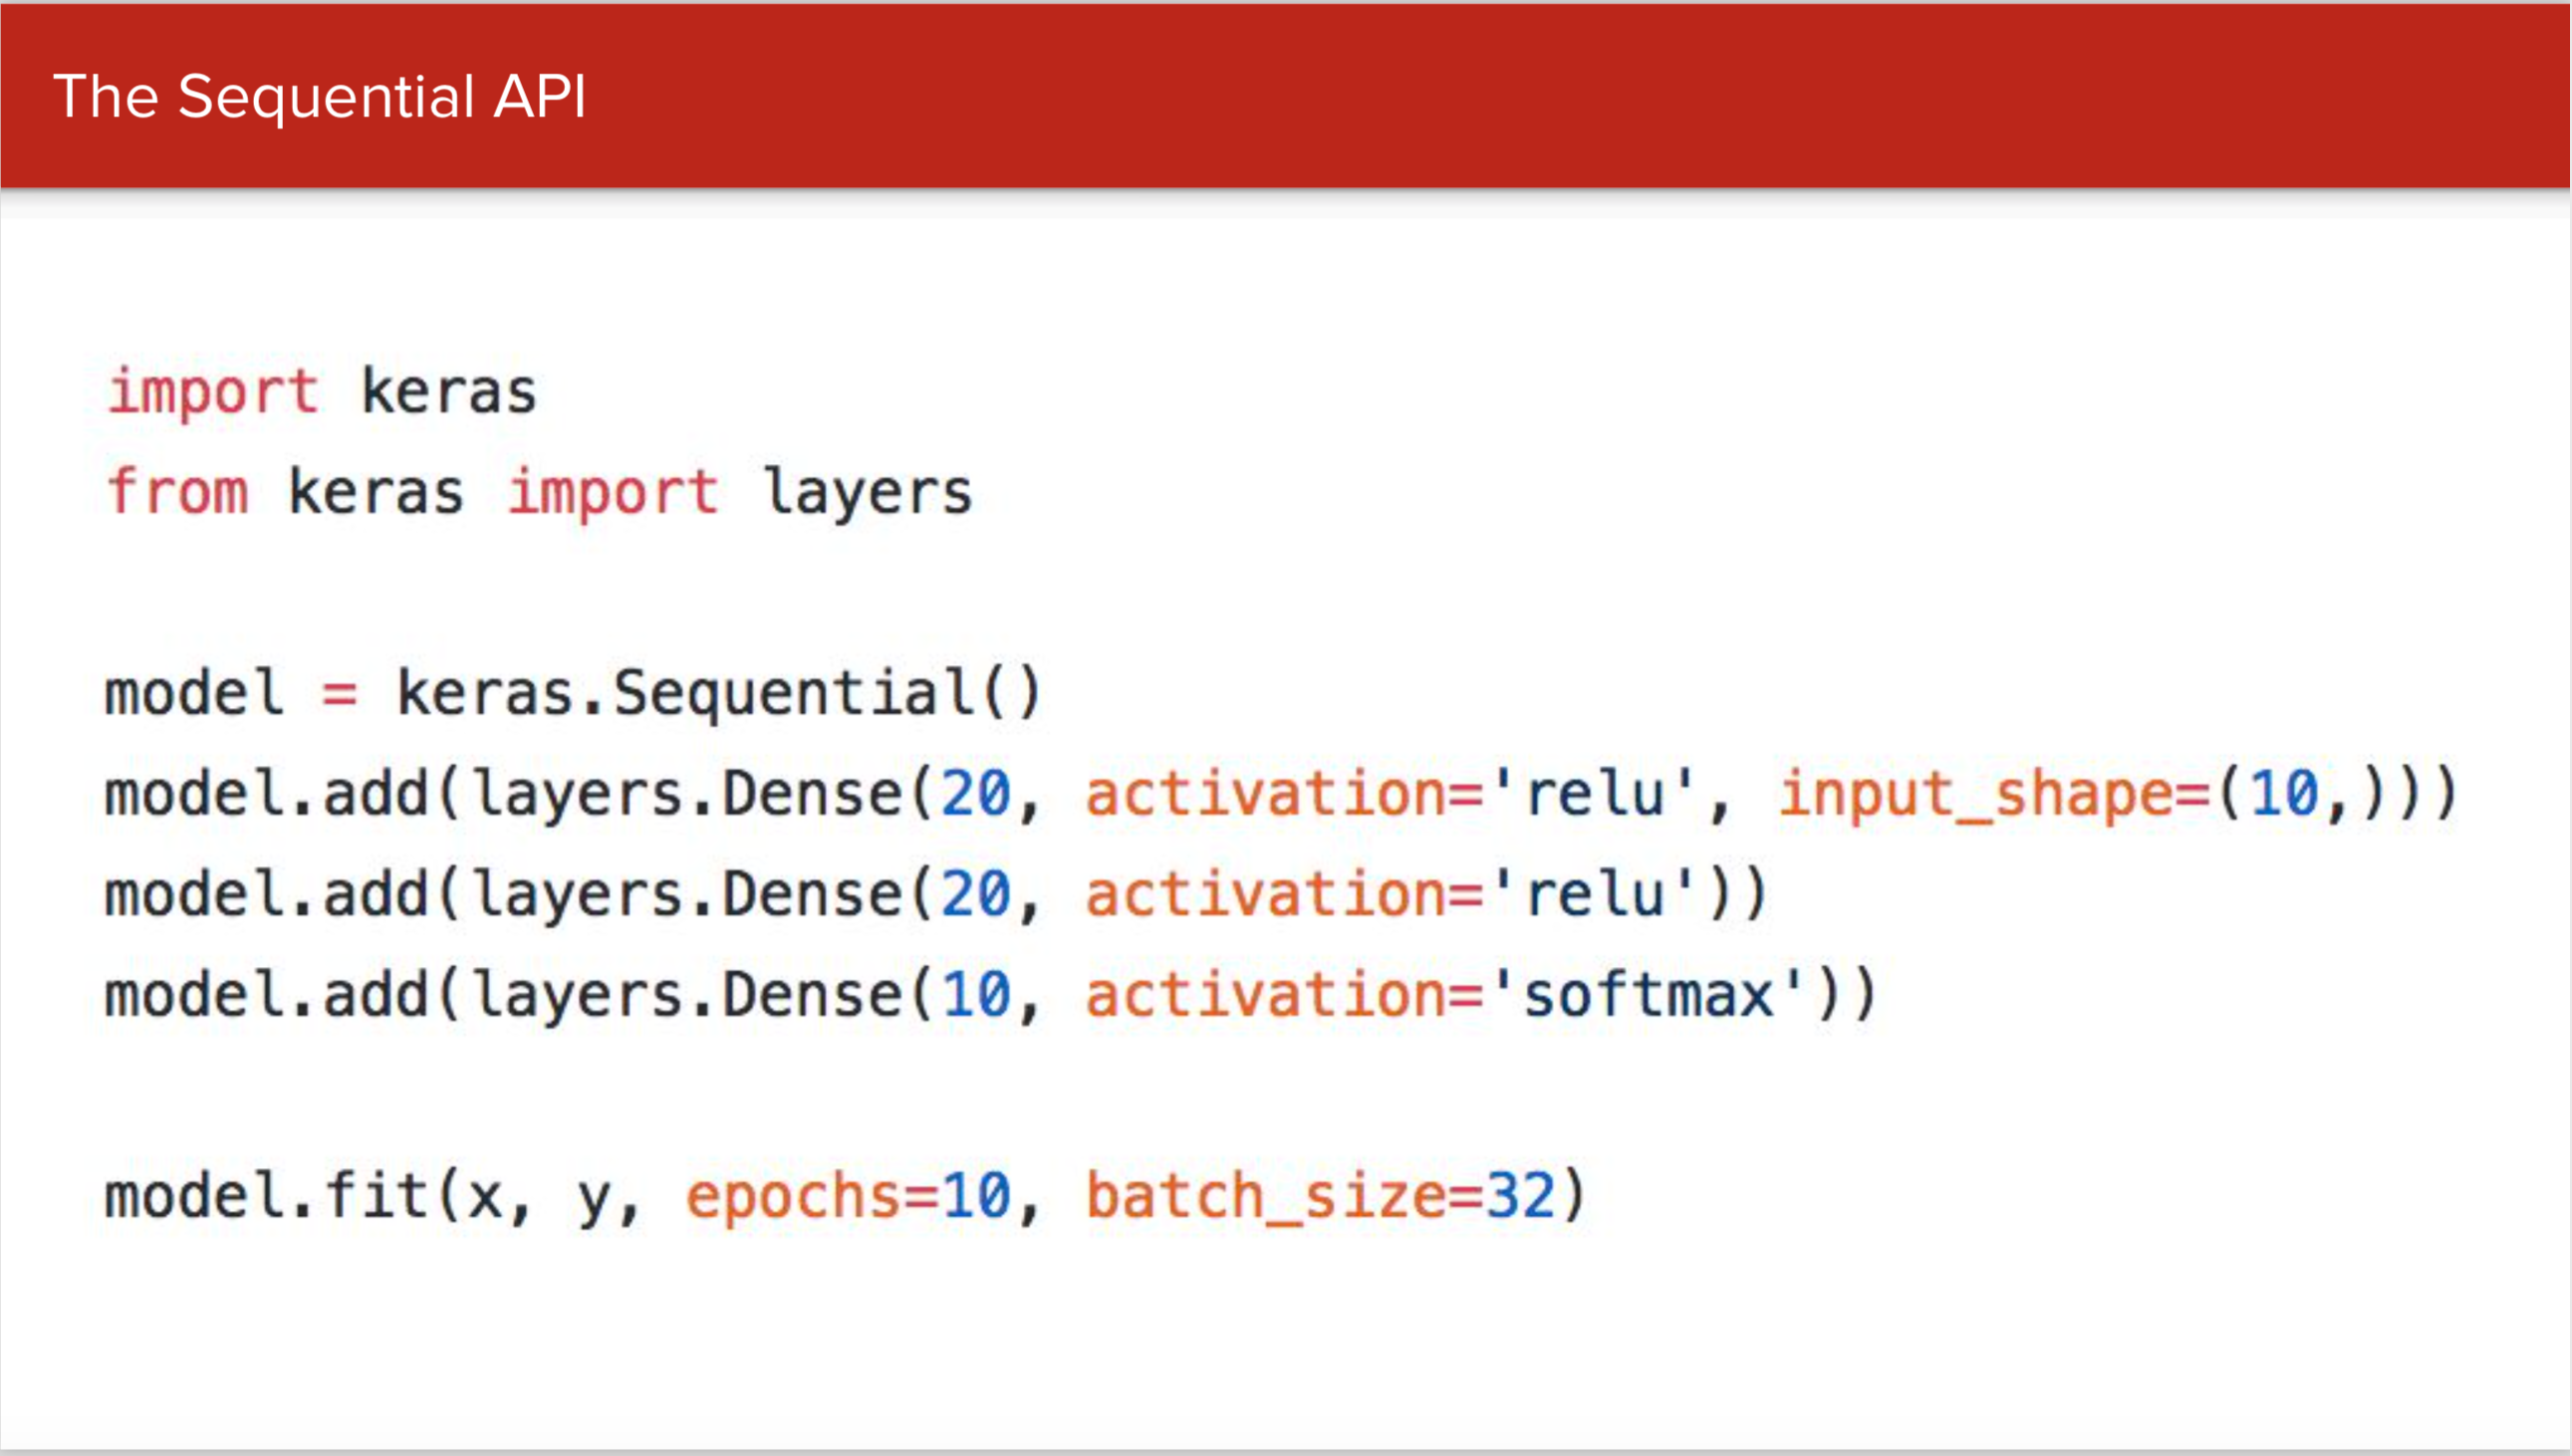 The Sequential API
import keras
from keras import layers
model = keras.Sequential()
model.add(layers.Dense(20, activation='relu', input_shape=(10,)))
model.add(layers.Dense(20, activation='relu'))
model.add(layers.Dense(10, activation='softmax'))
model.fit(x, y, epochs=10, batch_size=32)